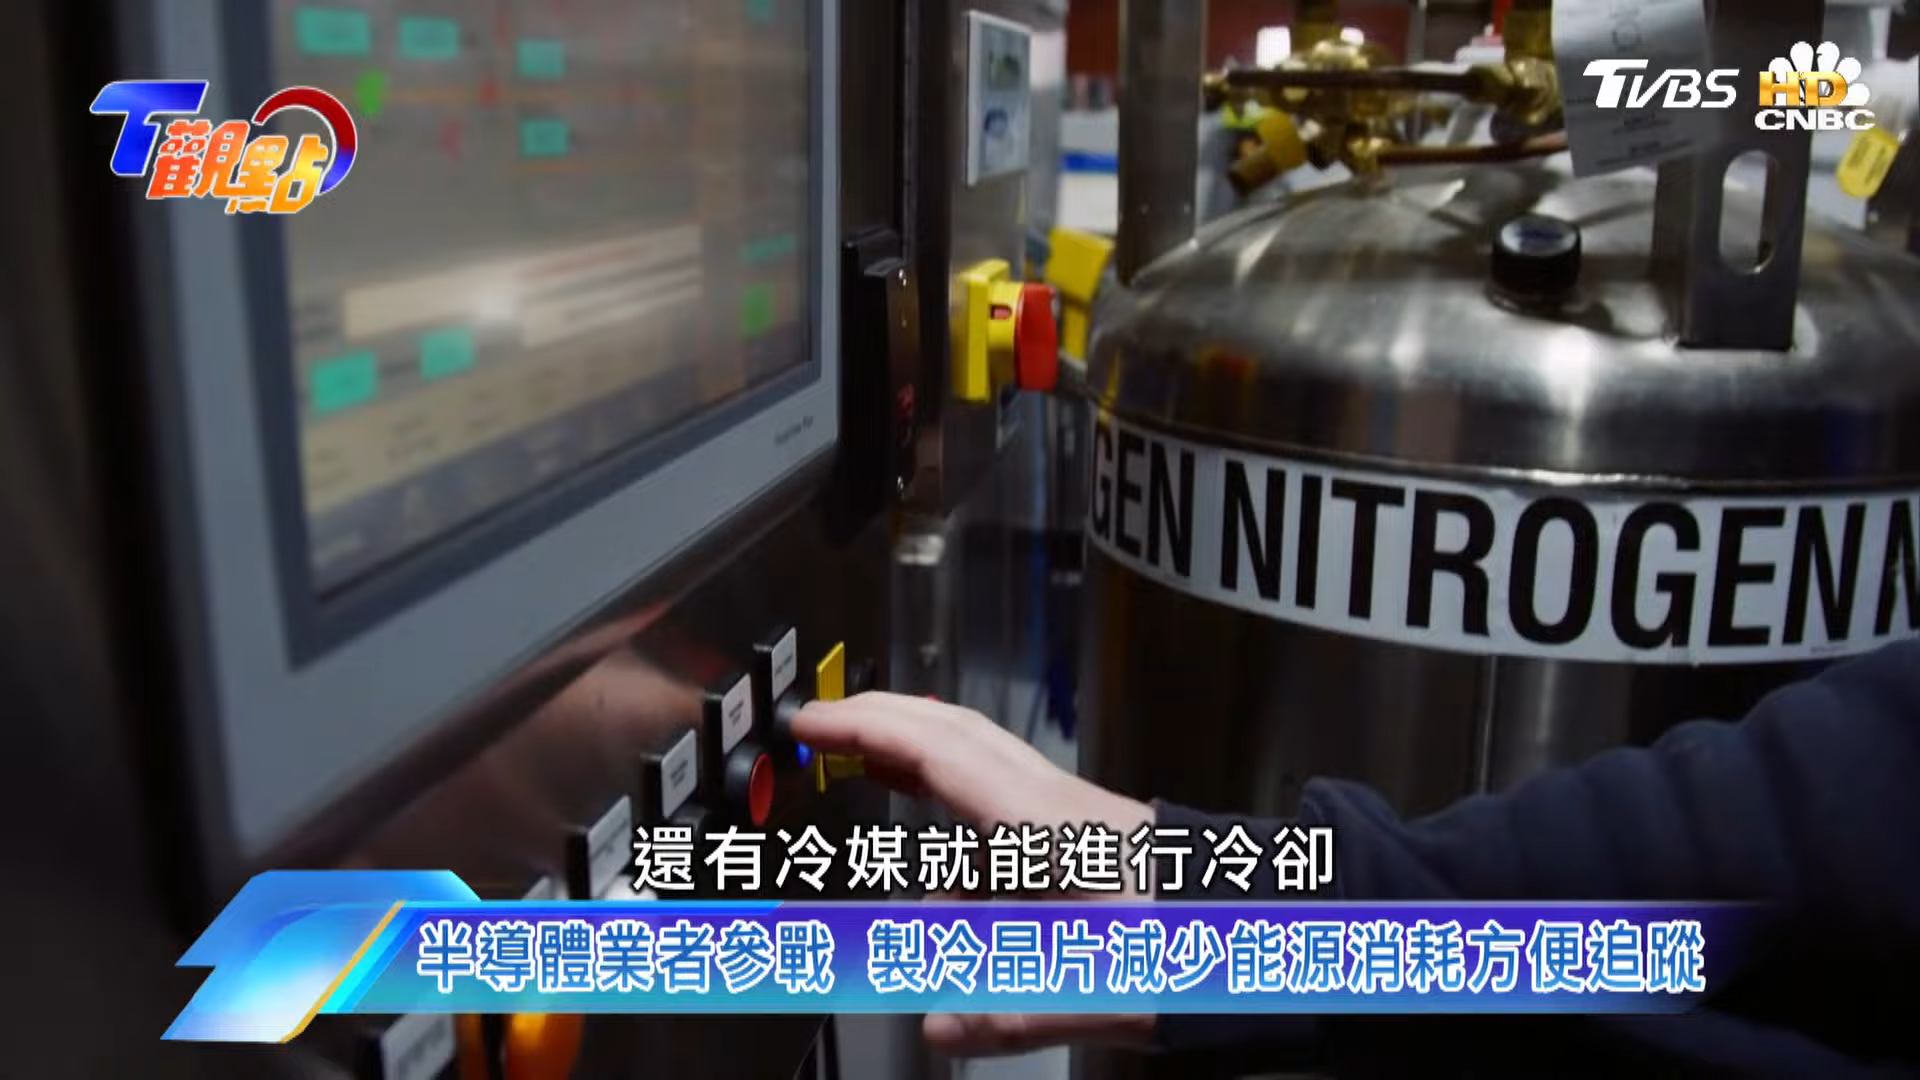 T觀點
TVBS HD
CNBC
GEN NITROGEN N
還有冷媒就能進行冷卻
半導體業者參戰 製冷晶片減少能源消耗方便追蹤